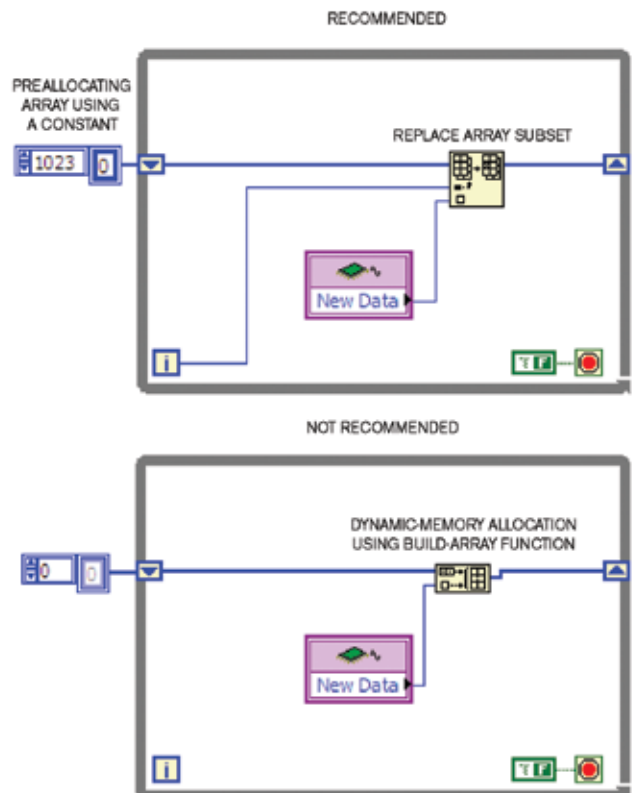 RECOMMENDED
PREALLOCATING
ARRAY USING
A CONSTANT
1023 0
REPLACE ARRAY SUBSET
New Data
i
F
NOT RECOMMENDED
DYNAMIC-MEMORY ALLOCATION
USING BUILD-ARRAY FUNCTION
0 0
New Data
i
F